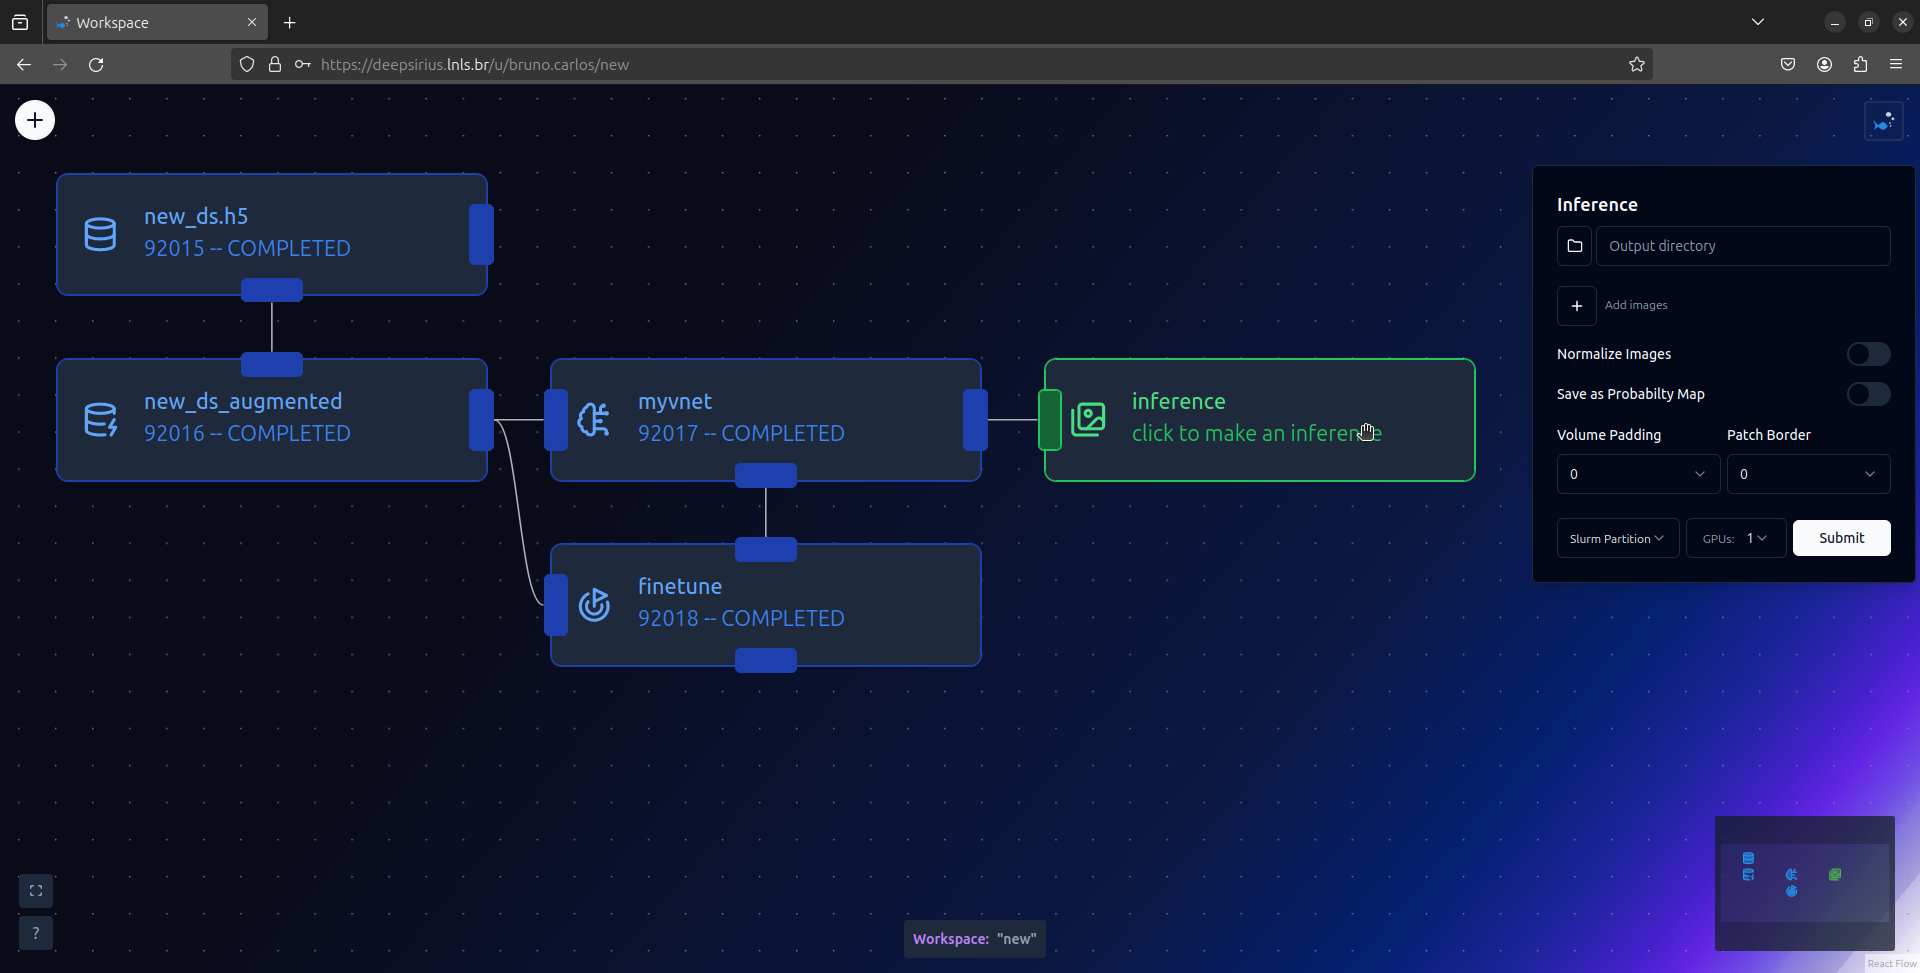 Workspace
https://deepsirius.lnls.br/u/bruno.carlos/new
new_ds.h5
92015 -- COMPLETED
new_ds_augmented
92016 -- COMPLETED
myvnet
92017 -- COMPLETED
inference
click to make an inference
finetune
92018 -- COMPLETED
Inference
Output directory
Add images
Normalize Images
Save as Probabilty Map
Volume Padding Patch Border
0 0
Slurm Partition GPUs: 1 Submit
?
Workspace: "new"
React Flow